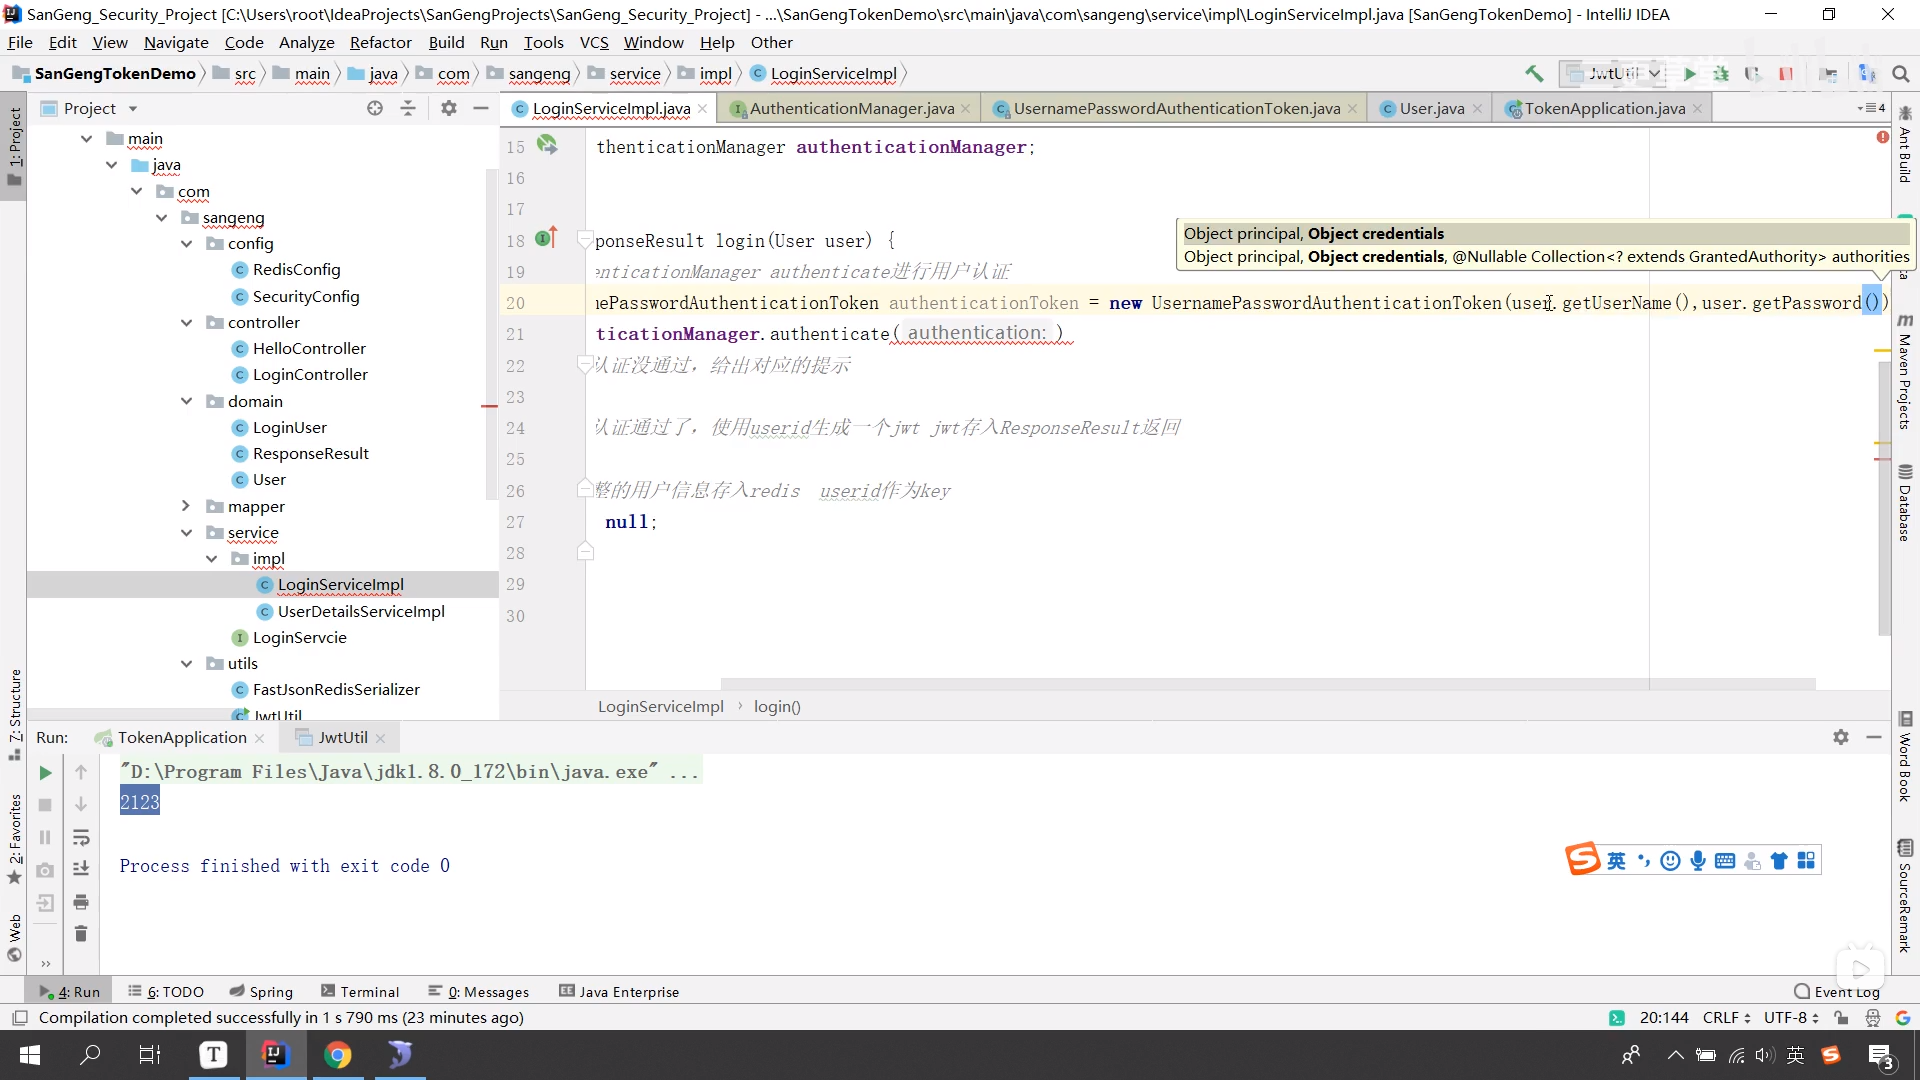 SanGeng_Security_Project [C:\Users\root\IdeaProjects\SanGengProjects\SanGeng_Security_Project] - ...\SanGengTokenDemo\src\main\java\com\sangeng\service\impl\LoginServiceImpl.java [SanGengTokenDemo] - IntelliJ IDEA
File Edit View Navigate Code Analyze Refactor Build Run Tools VCS Window Help Other
SanGengTokenDemo src main java com sangeng service impl LoginServiceImpl JwtUtil
Project
LoginServiceImpl.java AuthenticationManager.java UsernamePasswordAuthenticationToken.java User.java TokenApplication.java 4
1: Project
main
java
com
sangeng
config
RedisConfig
SecurityConfig
controller
HelloController
LoginController
domain
LoginUser
ResponseResult
User
mapper
service
impl
LoginServiceImpl
UserDetailsServiceImpl
LoginServcie
utils
FastJsonRedisSerializer
JwtUtil
15 thenticationManager authenticationManager;
16
17
18 ponseResult login(User user) {
Object principal, Object credentials
Object principal, Object credentials, @Nullable Collection<? extends GrantedAuthority> authorities
19 enticationManager authenticate进行用户认证
20 ePasswordAuthenticationToken authenticationToken = new UsernamePasswordAuthenticationToken(user.getUserName(),user.getPassword())
21 ticationManager.authenticate( authentication: )
22 认证没通过，给出对应的提示
23
24 认证通过了，使用userid生成一个jwt jwt存入ResponseResult返回
25
26 整的用户信息存入redis userid作为key
27 null;
28
29
30
LoginServiceImpl login()
Ant Build
Maven Projects
Database
Word Book
SourceRemark
7: Structure
2: Favorites
Web
Run: TokenApplication JwtUtil
"D:\Program Files\Java\jdk1.8.0_172\bin\java.exe" ...
2123
Process finished with exit code 0
英
4: Run 6: TODO Spring Terminal 0: Messages Java Enterprise Event Log
Compilation completed successfully in 1 s 790 ms (23 minutes ago) 20:144 CRLF UTF-8
英 3